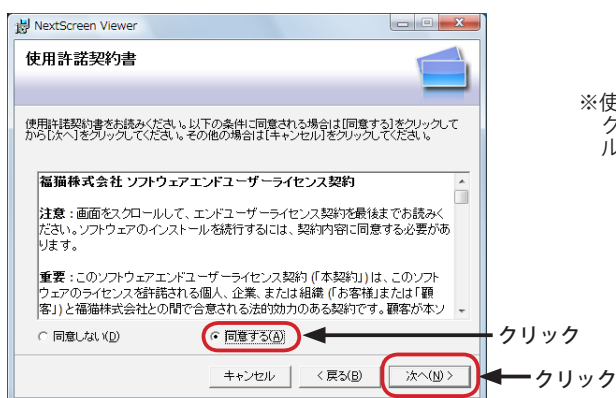 NextScreen Viewer
使用許諾契約書
使用許諾契約書をお読みください。以下の条件に同意される場合は[同意する]をクリックして
から[次へ]をクリックしてください。その他の場合は[キャンセル]をクリックしてください。
福猫株式会社 ソフトウェアエンドユーザーライセンス契約
注意：画面をスクロールして、エンドユーザーライセンス契約を最後までお読みく
ださい。ソフトウェアのインストールを続行するには、契約内容に同意する必要があ
ります。
重要：このソフトウェアエンドユーザーライセンス契約(「本契約」)は、このソフト
ウェアのライセンスを許諾される個人、企業、または組織(「お客様」または「顧
客」)と福猫株式会社との間で合意される法的効力のある契約です。顧客が本ソ
同意しない(D)
同意する(A)
クリック
キャンセル
< 戻る(B)
次へ(N) >
クリック
※使
ク
ル